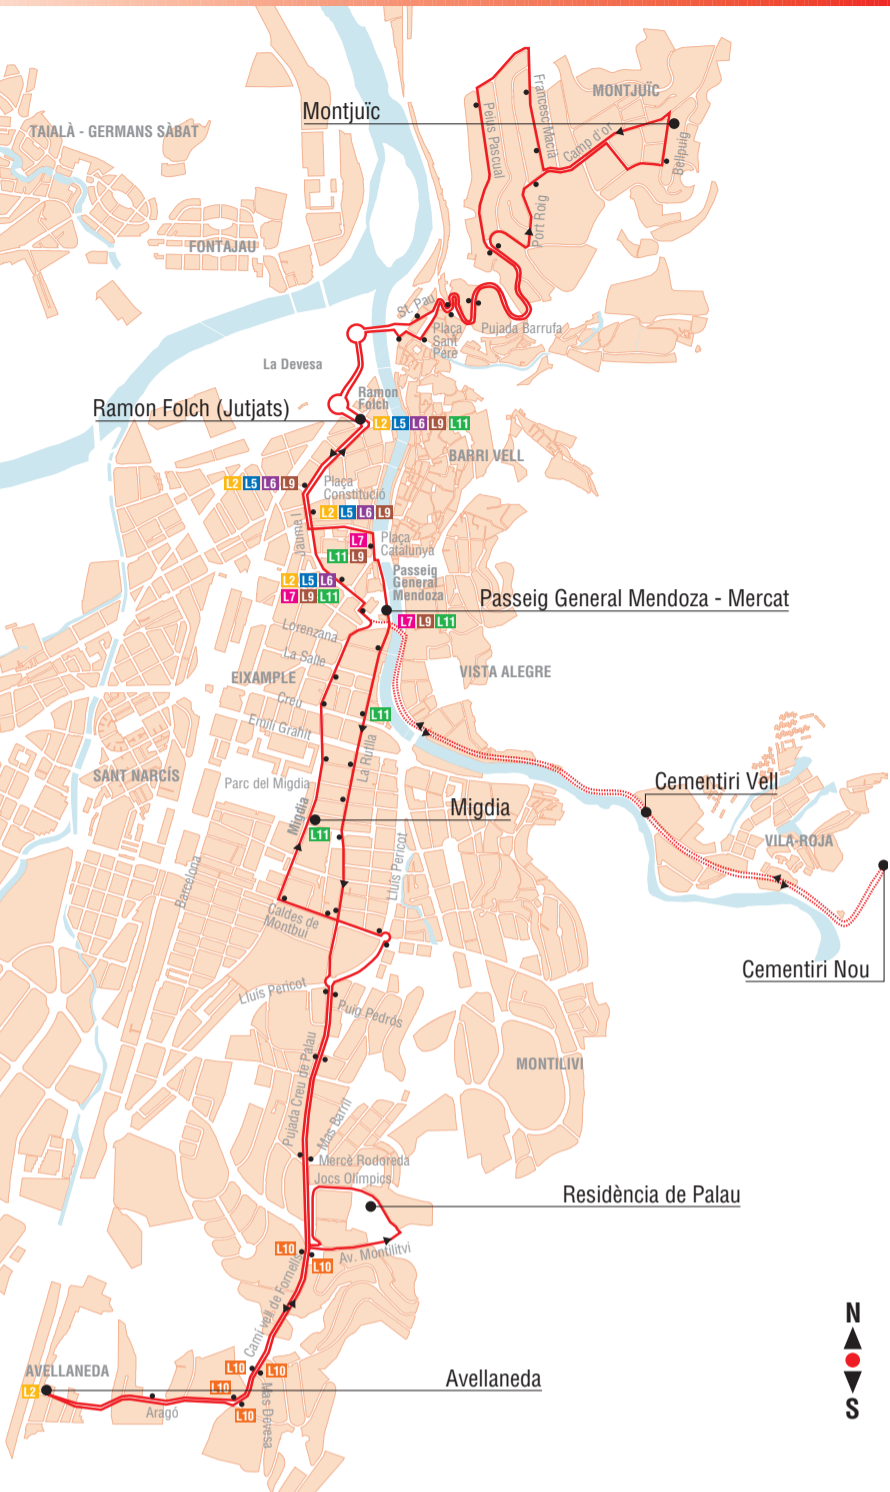 MONTJUÏC
Montjuïc
Francesc Macià
Peius Pascual
Camp d'or
Bellpuig
TAIALÀ - GERMANS SÀBAT
Port Roig
FONTAJAU
St. Pau
Plaça
Sant
Pere
Pujada Barrufa
La Devesa
Ramon
Folch
Ramon Folch (Jutjats)
L2 L5 L6 L9 L11
BARRI VELL
L2 L5 L6 L9
Plaça
Constitució
L2 L5 L6 L9
Jauma I
L7
L11 L9
Plaça
Catalunya
Passeig
General
Mendoza
L2 L5 L6
L7 L9 L11
Passeig General Mendoza - Mercat
L7 L9 L11
Lorenzana
La Salle
EIXAMPLE
VISTA ALEGRE
Creu
L11
Emili Grahit
La Rutlla
SANT NARCÍS
Parc del Migdia
Cementiri Vell
Migdia
Migdia
L11
VILA-ROJA
Lluís Pericot
Barcelona
Caldes de
Montbui
Cementiri Nou
Lluís Pericot
Puig Pedrós
Pujada Creu de Palau
MONTILIVI
Mas Barril
Mercè Rodoreda
Jocs Olímpics
Residència de Palau
L10
L10
Av. Montilitvi
Camí vell de Fornells
N
S
AVELLANEDA
L10
L10
Avellaneda
L2
L10
L10
Mas Devesa
Aragó